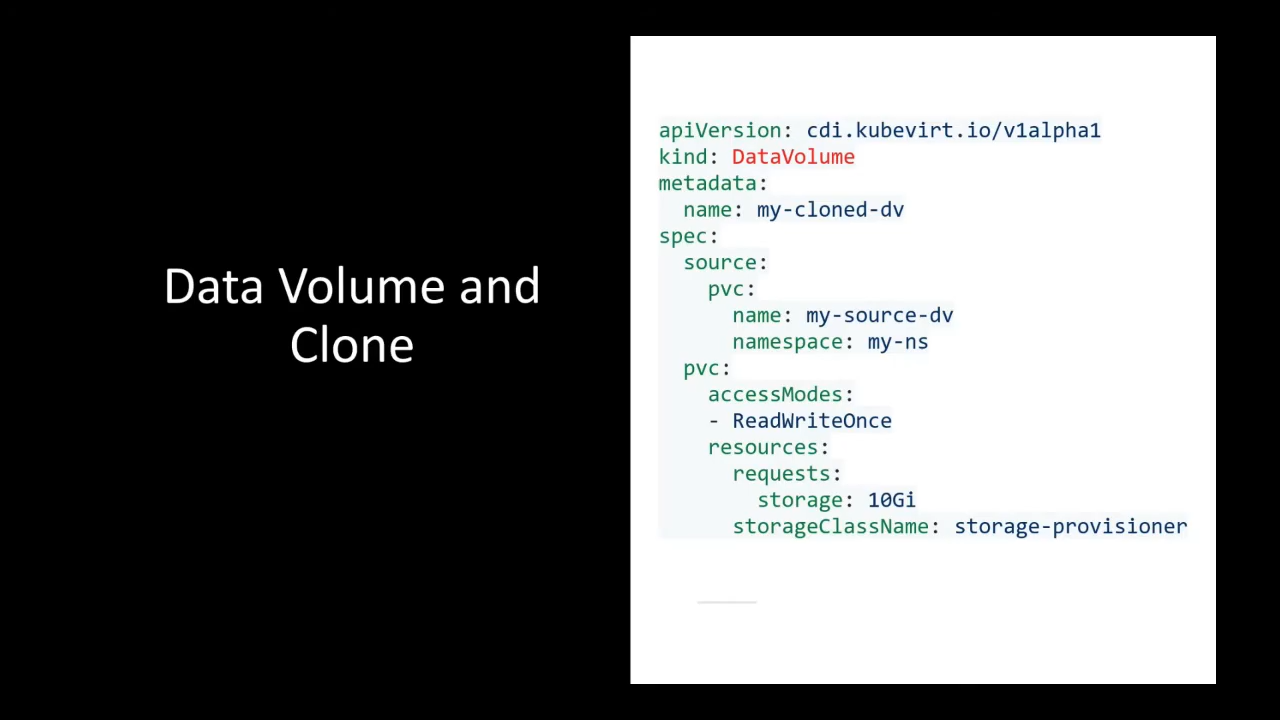 Data Volume and
Clone
apiVersion: cdi.kubevirt.io/v1alpha1
kind: DataVolume
metadata:
  name: my-cloned-dv
spec:
  source:
    pvc:
      name: my-source-dv
      namespace: my-ns
  pvc:
    accessModes:
    - ReadWriteOnce
    resources:
      requests:
        storage: 10Gi
      storageClassName: storage-provisioner